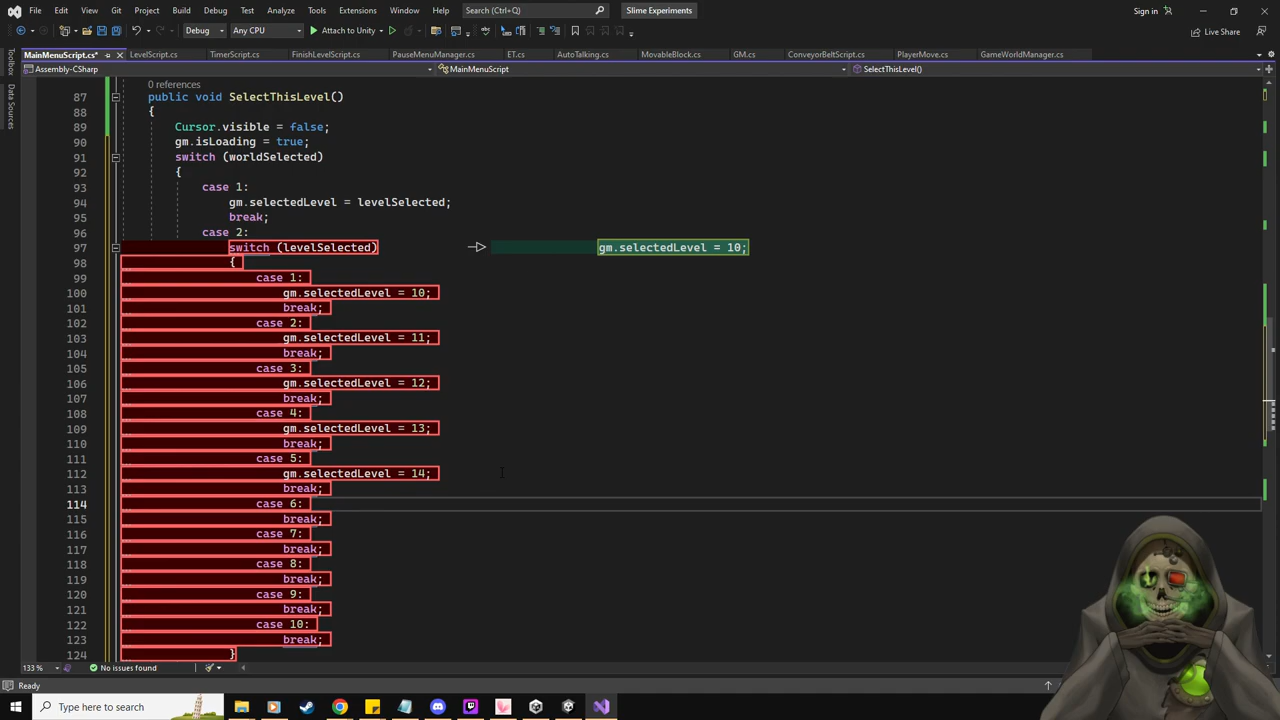 File Edit View Git Project Build Debug Test Analyze Tools Extensions Window Help Search (Ctrl+Q) Slime Experiments Sign in
Debug Any CPU Attach to Unity Live Share
MainMenuScript.cs* LevelScript.cs TimerScript.cs FinishLevelScript.cs PauseMenuManager.cs ET.cs AutoTalking.cs MovableBlock.cs GM.cs ConveyorBeltScript.cs PlayerMove.cs GameWorldManager.cs
Assembly-CSharp MainMenuScript SelectThisLevel()
Toolbox
Data Sources
0 references
87 public void SelectThisLevel()
88 {
89 Cursor.visible = false;
90 gm.isLoading = true;
91 switch (worldSelected)
92 {
93 case 1:
94 gm.selectedLevel = levelSelected;
95 break;
96 case 2:
97 switch (levelSelected) gm.selectedLevel = 10;
98 {
99 case 1:
100 gm.selectedLevel = 10;
101 break;
102 case 2:
103 gm.selectedLevel = 11;
104 break;
105 case 3:
106 gm.selectedLevel = 12;
107 break;
108 case 4:
109 gm.selectedLevel = 13;
110 break;
111 case 5:
112 gm.selectedLevel = 14;
113 break;
114 case 6:
115 break;
116 case 7:
117 break;
118 case 8:
119 break;
120 case 9:
121 break;
122 case 10:
123 break;
124 }
133 % No issues found
Ready
Type here to search